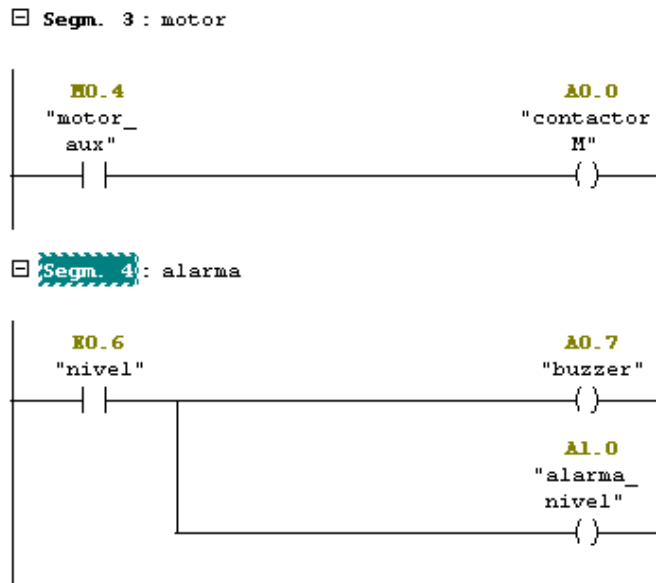 Segm. 3 : motor
M0.4
"motor_
aux"
A0.0
"contactor
M"
Segm. 4 : alarma
E0.6
"nivel"
A0.7
"buzzer"
A1.0
"alarma_
nivel"